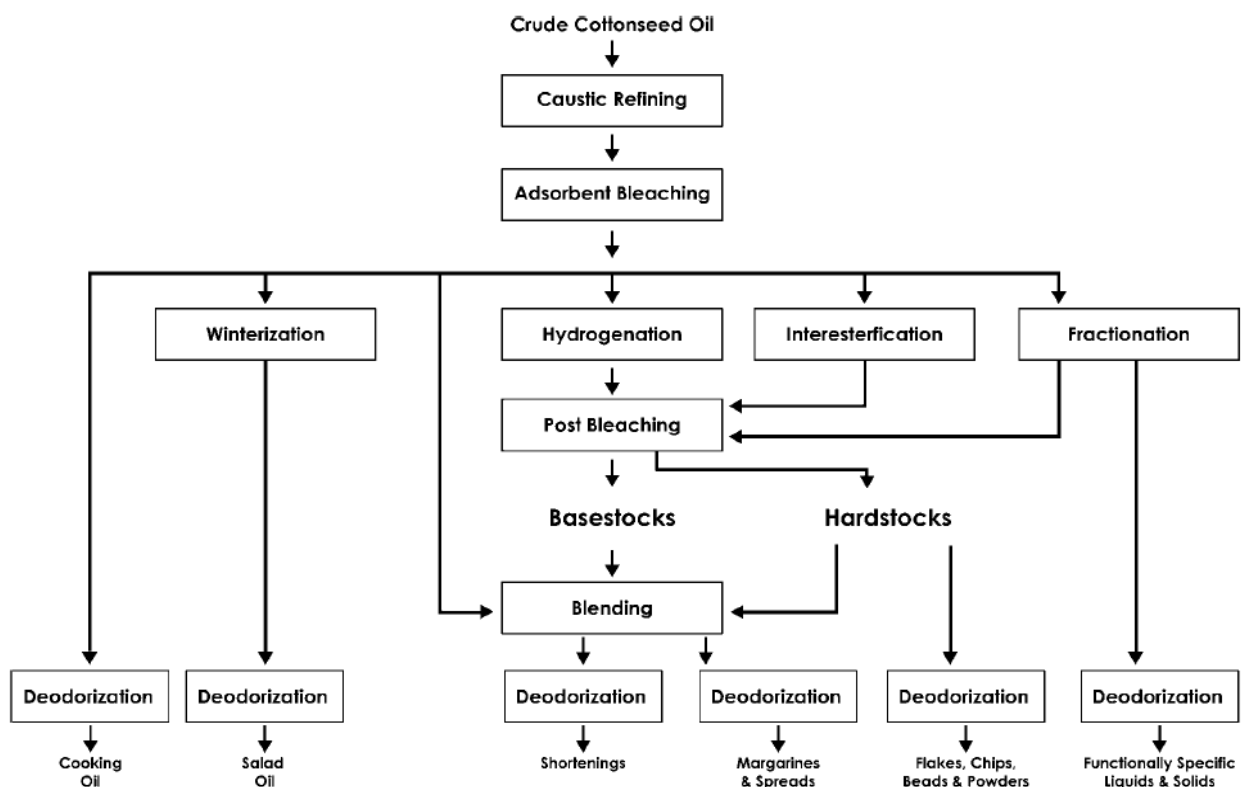 Crude Cottonseed Oil
Caustic Refining
Adsorbent Bleaching
Winterization
Hydrogenation
Interesterfication
Fractionation
Post Bleaching
Basestocks
Hardstocks
Blending
Deodorization
Deodorization
Deodorization
Deodorization
Deodorization
Deodorization
Cooking
Oil
Salad
Oil
Shortenings
Margarines
& Spreads
Flakes, Chips,
Beads & Powders
Functionally Specific
Liquids & Solids